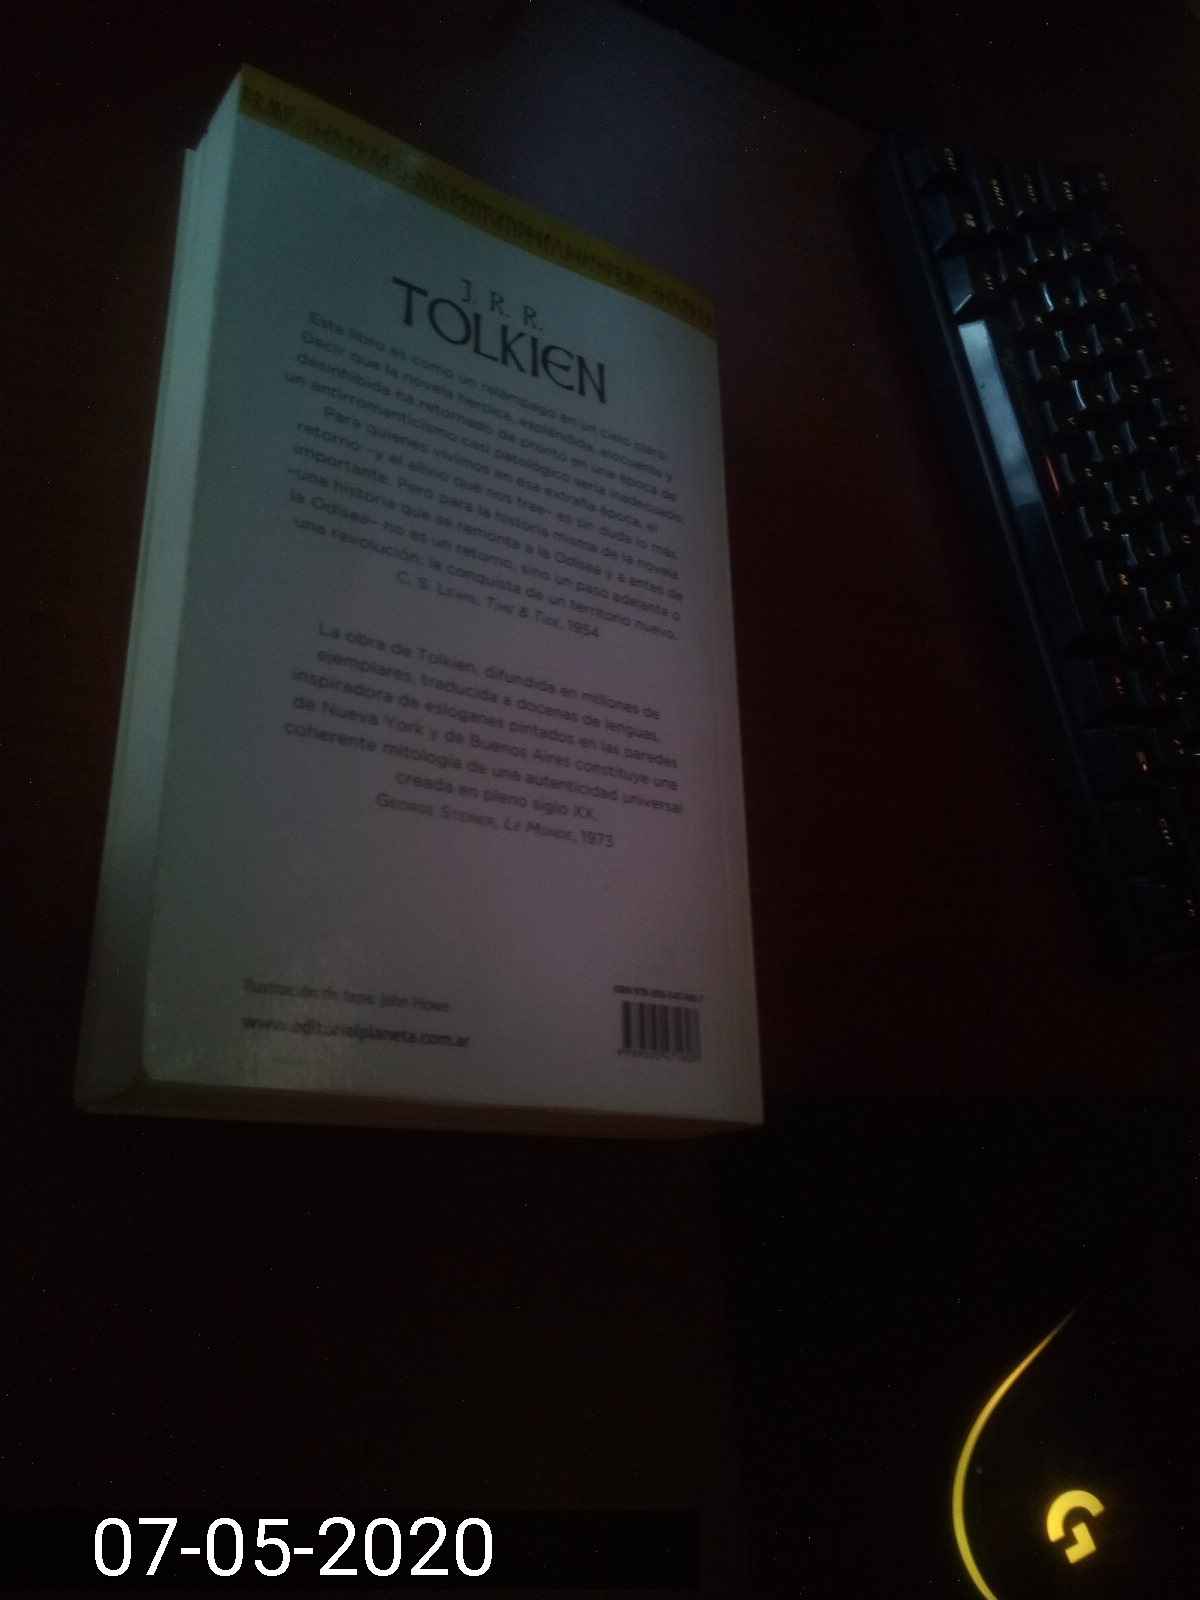 J. R. R.
TOLKIEN
Este libro es como un relámpago en un cielo claro.
Decir que la novela heroica, espléndida, elocuente y
desinhibida ha retornado de pronto en una época de
un antirromanticismo casi patológico sería inadecuado.
Para quienes vivimos en esa extraña época, el
retorno -y el alivio que nos trae- es sin duda lo más
importante. Pero para la historia misma de la novela
-una historia que se remonta a la Odisea y a antes de
la Odisea- no es un retorno, sino un paso adelante o
una revolución: la conquista de un territorio nuevo.
C. S. Lewis, Time & Tide, 1954
La obra de Tolkien, difundida en millones de
ejemplares, traducida a docenas de lenguas,
inspiradora de eslóganes pintados en las paredes
de Nueva York y de Buenos Aires constituye una
coherente mitología de una autenticidad universal
creada en pleno siglo XX.
George Steiner, Le Monde, 1973
Ilustración de tapa: John Howe
www.editorialplaneta.com.ar
07-05-2020